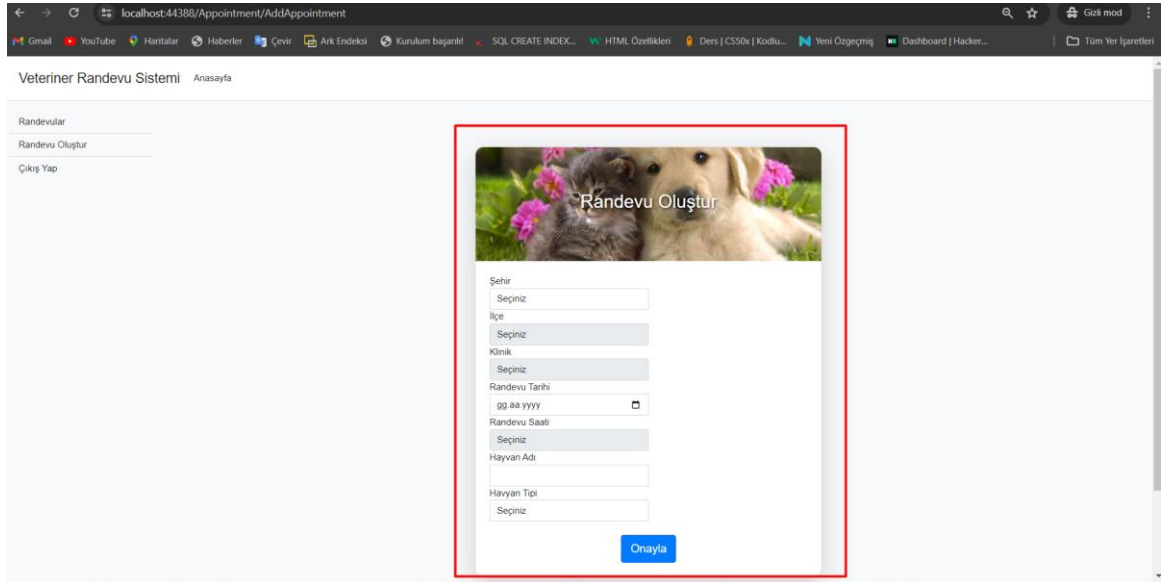 localhost:44388/Appointment/AddAppointment
Gizli mod
Gmail YouTube Haritalar Haberler Çevir Ark Endeksi Kurulum başarılı! SQL CREATE INDEX... HTML Özellikleri Ders | CS50x | Kodlu... Yeni Özgeçmiş Dashboard | Hacker... Tüm Yer İşaretleri
Veteriner Randevu Sistemi Anasayfa
Randevular
Randevu Oluştur
Çıkış Yap
Randevu Oluştur
Şehir
Seçiniz
İlçe
Seçiniz
Klinik
Seçiniz
Randevu Tarihi
gg.aa.yyyy
Randevu Saati
Seçiniz
Hayvan Adı
Havyan Tipi
Seçiniz
Onayla